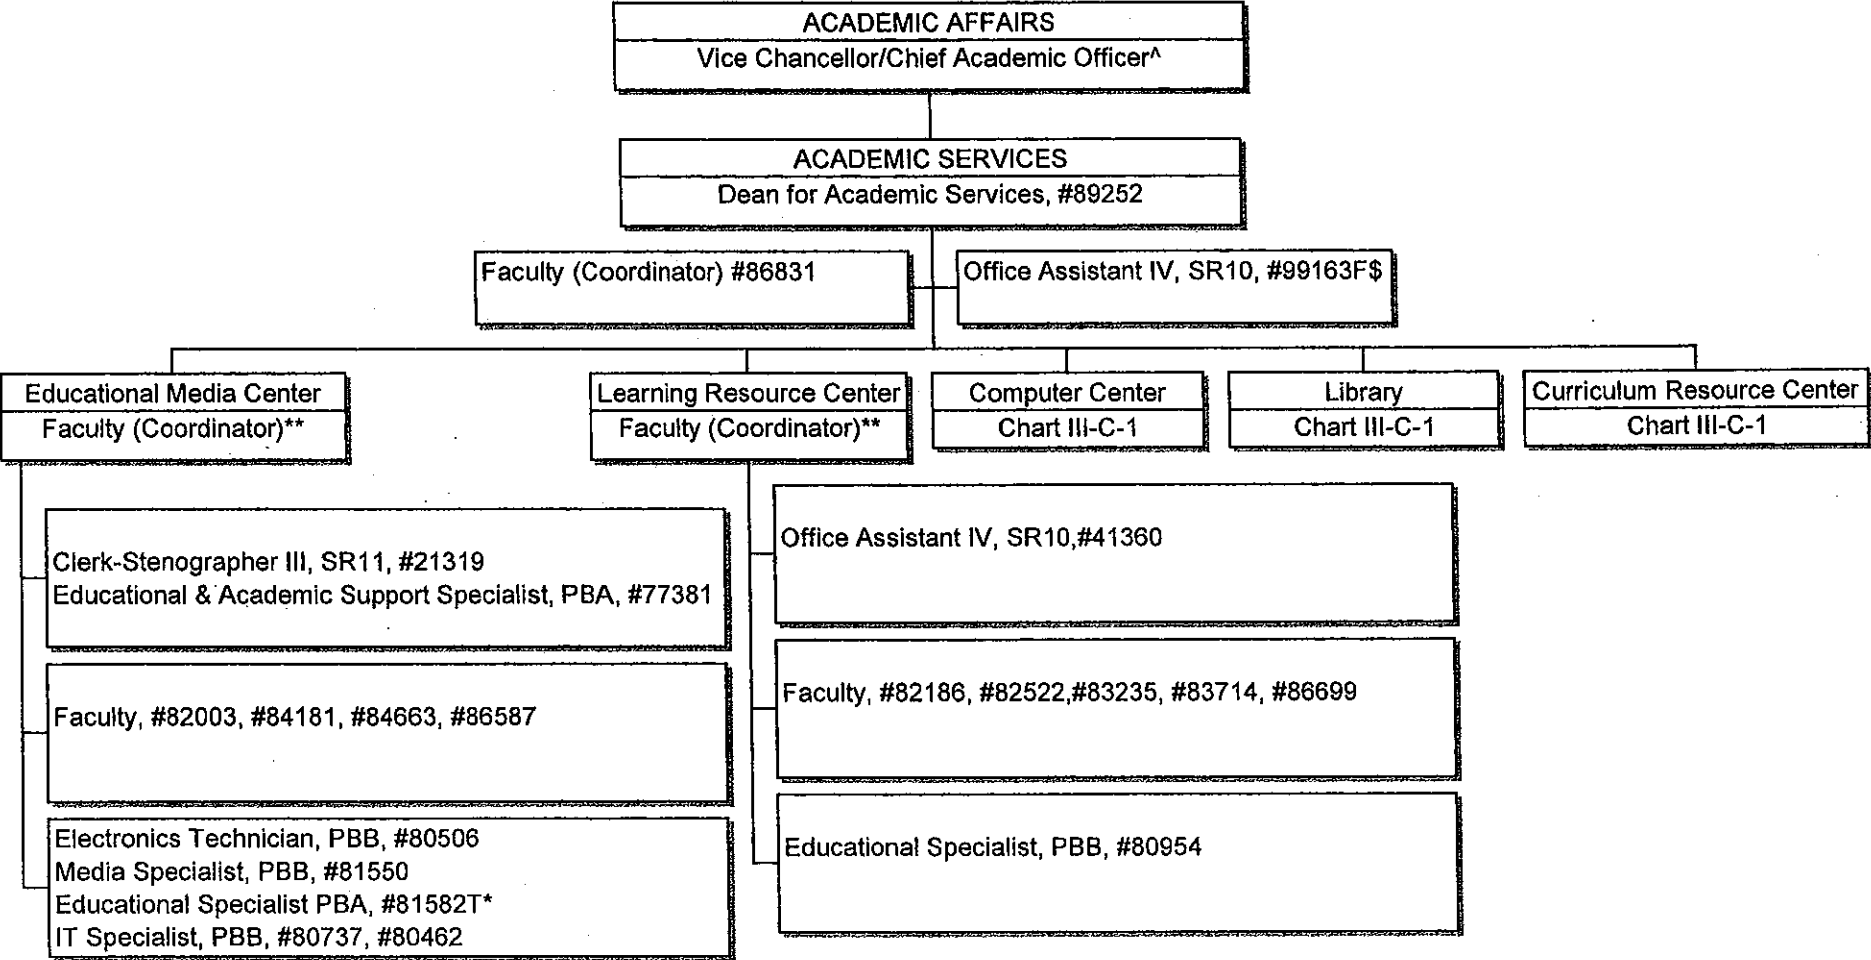 ACADEMIC AFFAIRS
Vice Chancellor/Chief Academic Officer^
ACADEMIC SERVICES
Dean for Academic Services, #89252
Faculty (Coordinator) #86831
Office Assistant IV, SR10, #99163F$
Educational Media Center
Faculty (Coordinator)**
Learning Resource Center
Faculty (Coordinator)**
Computer Center
Chart III-C-1
Library
Chart III-C-1
Curriculum Resource Center
Chart III-C-1
Clerk-Stenographer III, SR11, #21319
Educational & Academic Support Specialist, PBA, #77381
Faculty, #82003, #84181, #84663, #86587
Electronics Technician, PBB, #80506
Media Specialist, PBB, #81550
Educational Specialist PBA, #81582T*
IT Specialist, PBB, #80737, #80462
Office Assistant IV, SR10,#41360
Faculty, #82186, #82522,#83235, #83714, #86699
Educational Specialist, PBB, #80954